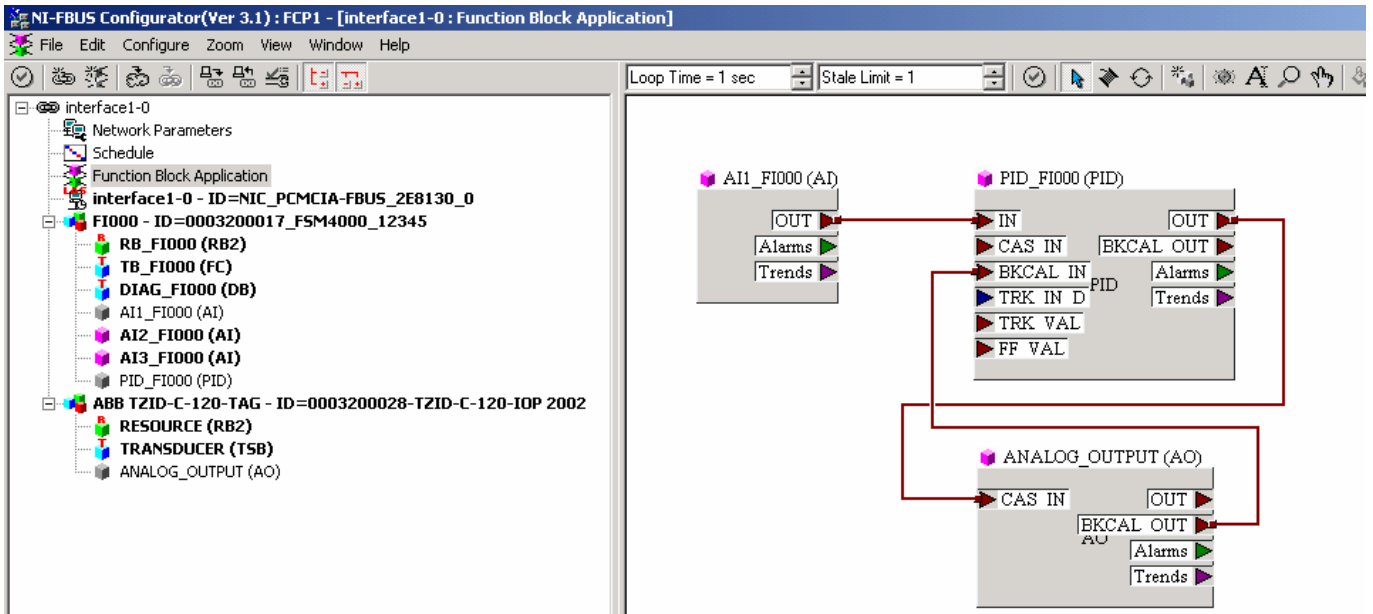 NI-FBUS Configurator(Ver 3.1) : FCP1 - [interface1-0 : Function Block Application]
File Edit Configure Zoom View Window Help
Loop Time = 1 sec
Stale Limit = 1
interface1-0
Network Parameters
Schedule
Function Block Application
interface1-0 - ID=NIC_PCMCIA-FBUS_2E8130_0
FI000 - ID=0003200017_FSM4000_12345
RB_FI000 (RB2)
TB_FI000 (FC)
DIAG_FI000 (DB)
AI1_FI000 (AI)
AI2_FI000 (AI)
AI3_FI000 (AI)
PID_FI000 (PID)
ABB TZID-C-120-TAG - ID=0003200028-TZID-C-120-IOP 2002
RESOURCE (RB2)
TRANSDUCER (TSB)
ANALOG_OUTPUT (AO)
AI1_FI000 (AI)
OUT
Alarms
Trends
PID_FI000 (PID)
IN
CAS IN
BKCAL IN
TRK IN D
TRK VAL
FF VAL
PID
OUT
BKCAL OUT
Alarms
Trends
ANALOG_OUTPUT (AO)
CAS IN
OUT
BKCAL OUT
AO
Alarms
Trends